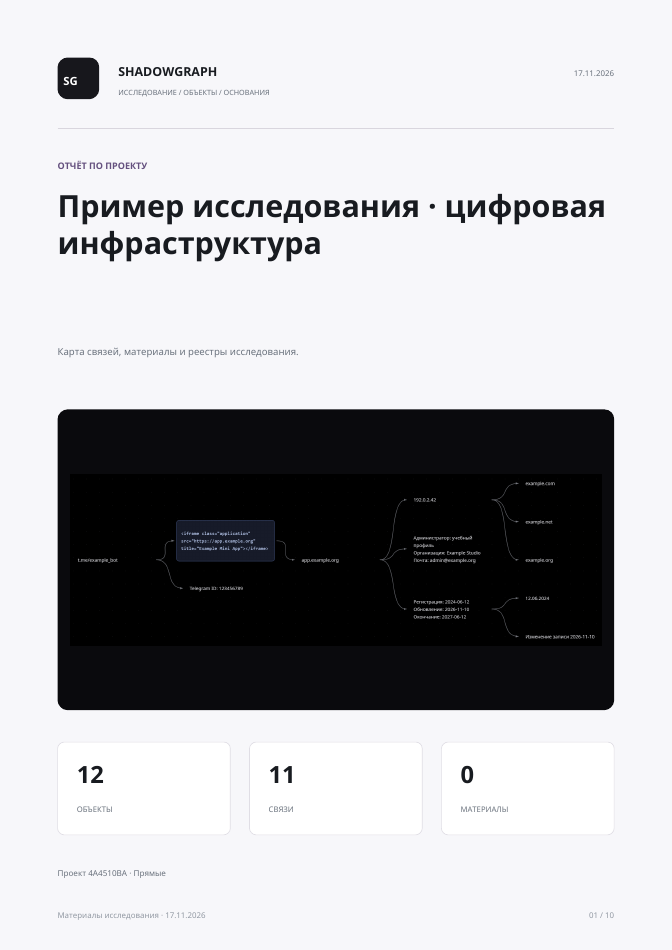 SG
SHADOWGRAPH
17.11.2026
ИССЛЕДОВАНИЕ / ОБЪЕКТЫ / ОСНОВАНИЯ
ОТЧЁТ ПО ПРОЕКТУ
Пример исследования · цифровая
инфраструктура
Карта связей, материалы и реестры исследования.
t.me/example_bot
<iframe class="application"
src="https://app.example.org"
title="Example Mini App"></iframe>
Telegram ID: 123456789
app.example.org
192.0.2.42
Администратор: учебный
профиль
Организация: Example Studio
Почта: admin@example.org
Регистрация: 2024-06-12
Обновление: 2026-11-10
Окончание: 2027-06-12
example.com
example.net
example.org
12.06.2024
Изменение записи 2026-11-10
12
ОБЪЕКТЫ
11
СВЯЗИ
0
МАТЕРИАЛЫ
Проект 4A4510BA · Прямые
Материалы исследования · 17.11.2026
01 / 10